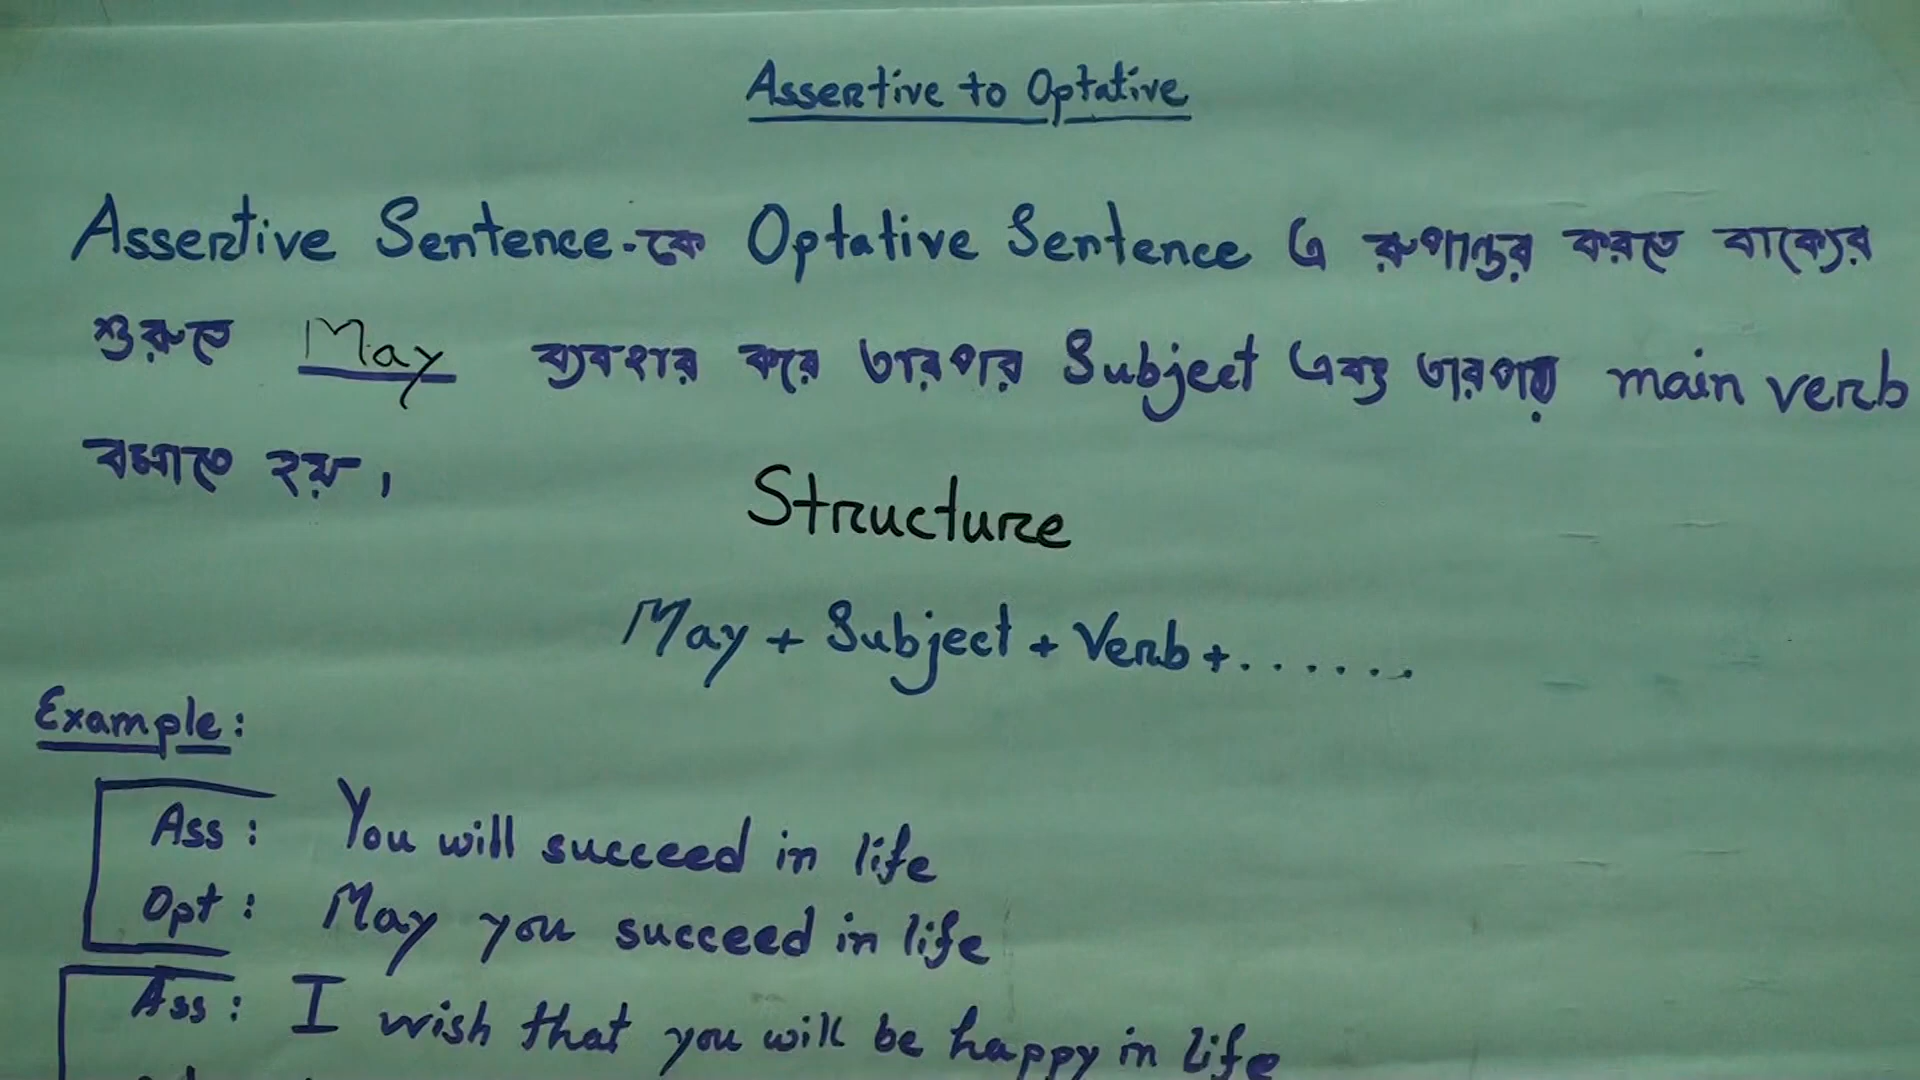 Assertive to Optative
Assertive Sentence-কে Optative Sentence এ রুপান্তর করতে বাক্যের
শুরুতে May ব্যবহার করে তারপর Subject এবং তারপর main verb
বসাতে হয়।
Structure
May + Subject + Verb + .......
Example:
Ass: You will succeed in life
Opt: May you succeed in life
Ass: I wish that you will be happy in life